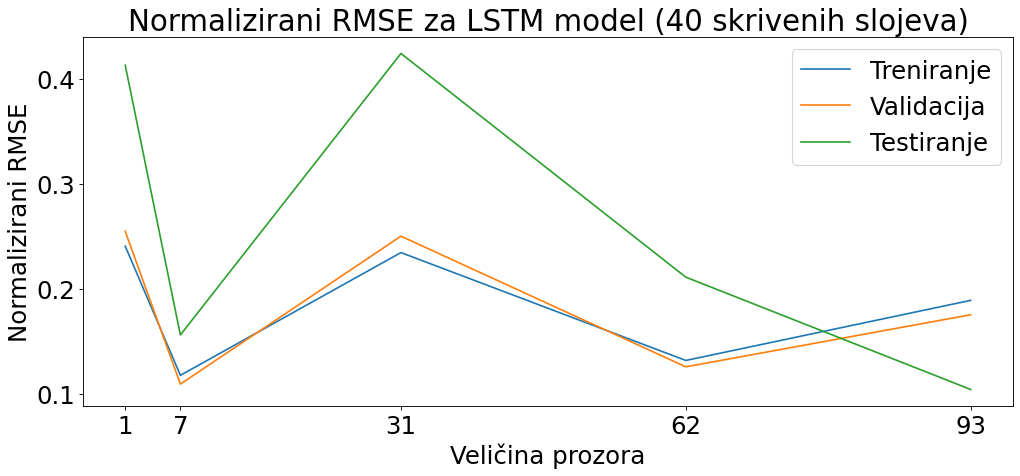 Normalizirani RMSE za LSTM model (40 skrivenih slojeva)
Treniranje
Validacija
Testiranje
Normalizirani RMSE
0.4
0.3
0.2
0.1
1 7 31 62 93
Veličina prozora